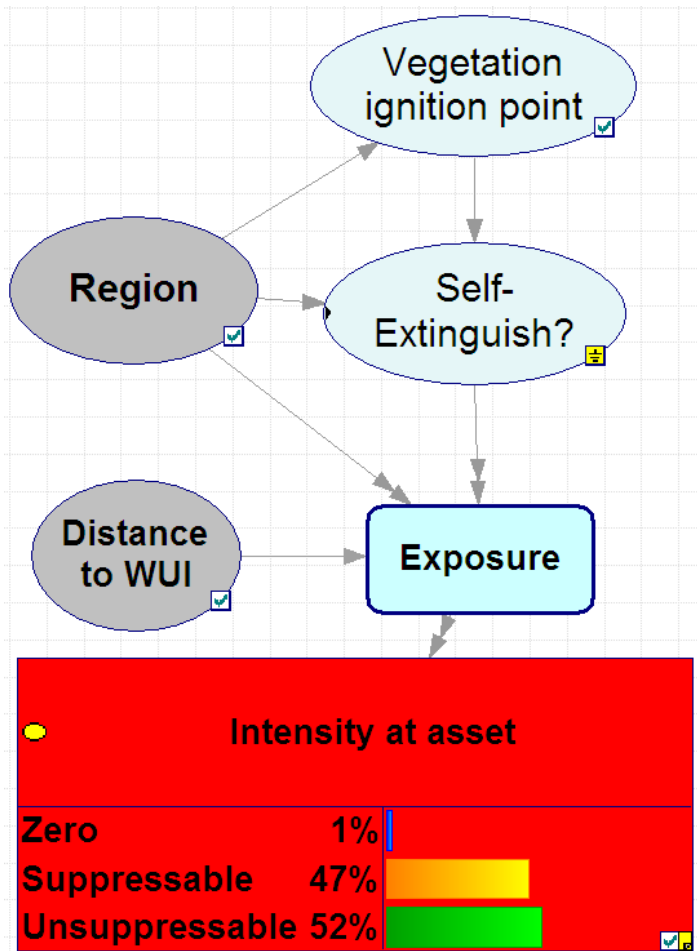 Vegetation
ignition point
Region
Self-
Extinguish?
Distance
to WUI
Exposure
Intensity at asset
Zero 1%
Suppressable 47%
Unsuppressable 52%